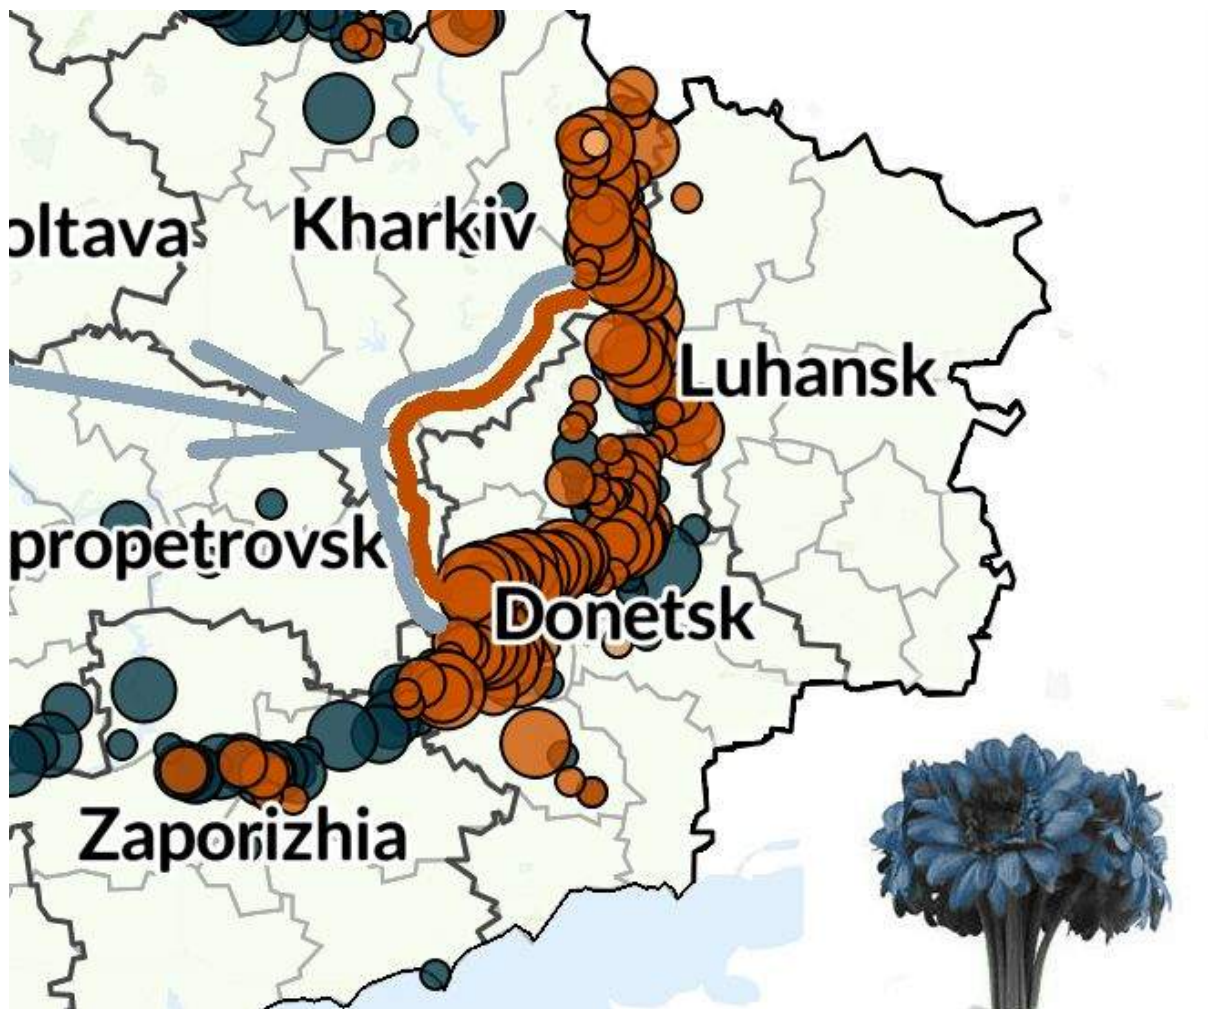 Kharkiv
oltava
Luhansk
propetrovsk
Donetsk
Zaporizhia